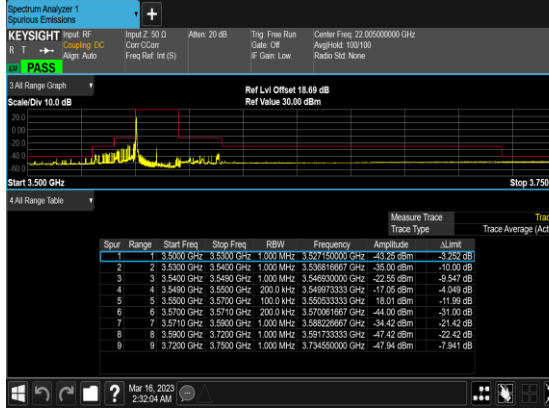 Spectrum Analyzer 1
Spurious Emissions
+
KEYSIGHT Input: RF Input Z: 50 Ω Atten: 20 dB Trig: Free Run Center Freq: 22.005000000 GHz
R T Coupling: DC Corr CCorr Gate: Off Avg|Hold: 100/100
Align: Auto Freq Ref: Int (S) IF Gain: Low Radio Std: None
PASS
3 All Range Graph
Ref Lvl Offset 18.69 dB
Scale/Div 10.0 dB Ref Value 30.00 dBm
20.0
0.00
-20.0
-40.0
-60.0
Start 3.500 GHz Stop 3.750
4 All Range Table
Measure Trace Trac
Trace Type Trace Average (Act
Spur Range Start Freq Stop Freq RBW Frequency Amplitude ΔLimit
1 1 3.5000 GHz 3.5300 GHz 1.000 MHz 3.527150000 GHz -43.25 dBm -3.252 dB
2 2 3.5300 GHz 3.5400 GHz 1.000 MHz 3.536816667 GHz -35.00 dBm -10.00 dB
3 3 3.5400 GHz 3.5490 GHz 1.000 MHz 3.546930000 GHz -22.55 dBm -9.547 dB
4 4 3.5490 GHz 3.5500 GHz 200.0 kHz 3.549973333 GHz -17.05 dBm -4.049 dB
5 5 3.5500 GHz 3.5700 GHz 100.0 kHz 3.550533333 GHz 18.01 dBm -11.99 dB
6 6 3.5700 GHz 3.5710 GHz 200.0 kHz 3.570061667 GHz -44.00 dBm -31.00 dB
7 7 3.5710 GHz 3.5900 GHz 1.000 MHz 3.588226667 GHz -34.42 dBm -21.42 dB
8 8 3.5900 GHz 3.7200 GHz 1.000 MHz 3.591733333 GHz -47.42 dBm -22.42 dB
9 9 3.7200 GHz 3.7500 GHz 1.000 MHz 3.734550000 GHz -47.94 dBm -7.941 dB
? Mar 16, 2023
2:32:04 AM